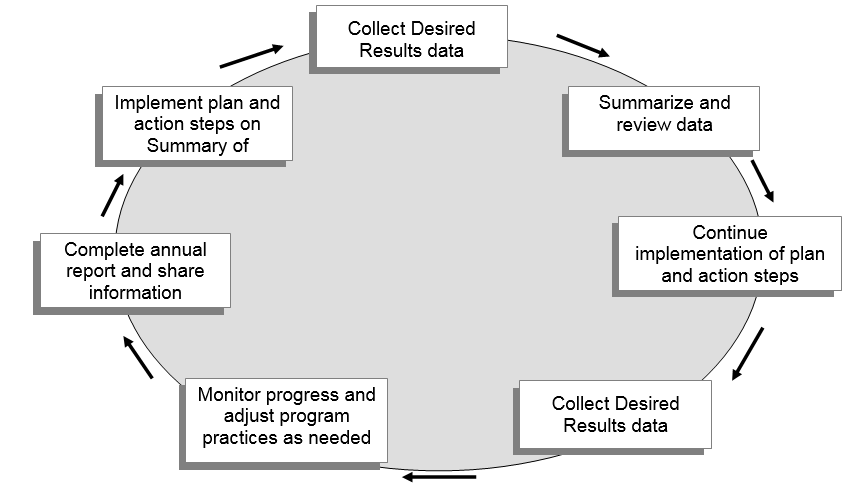 Collect Desired
Results data
Summarize and
review data
Continue
implementation of plan
and action steps
Collect Desired
Results data
Monitor progress and
adjust program
practices as needed
Complete annual
report and share
information
Implement plan and
action steps on
Summary of